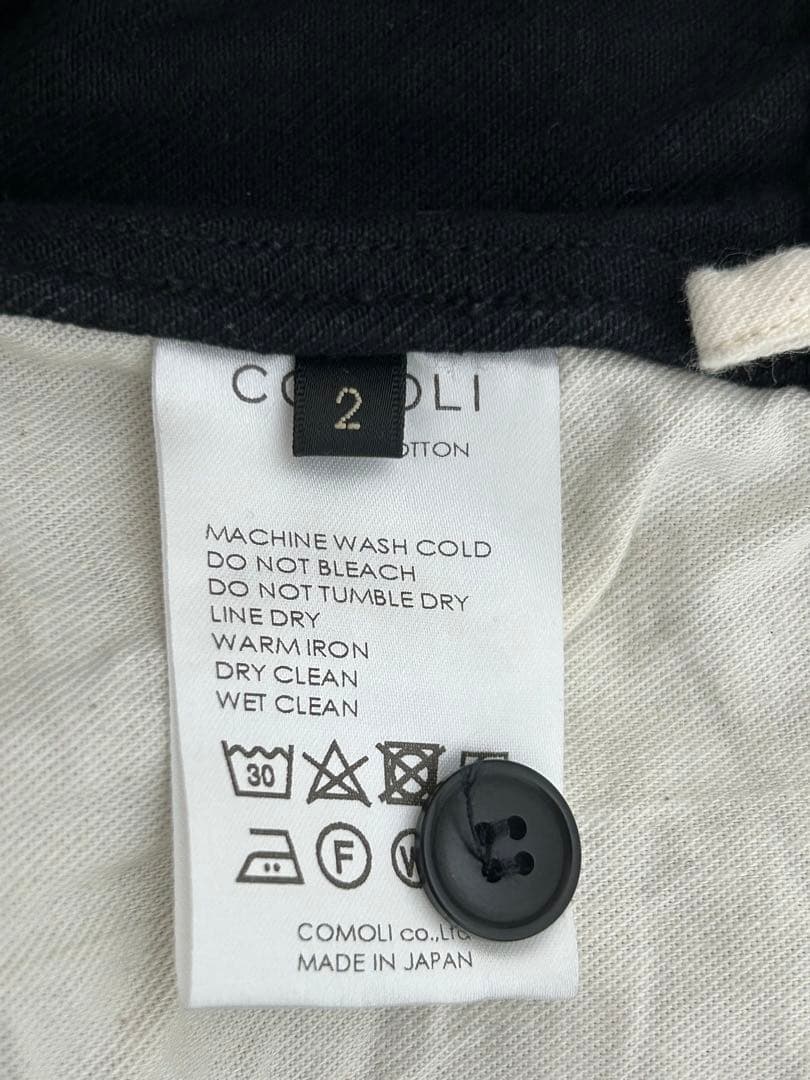 2
MACHINE WASH COLD
DO NOT BLEACH
DO NOT TUMBLE DRY
LINE DRY
WARM IRON
DRY CLEAN
WET CLEAN
30
F
W
COMOLI co.,Ltd.
MADE IN JAPAN